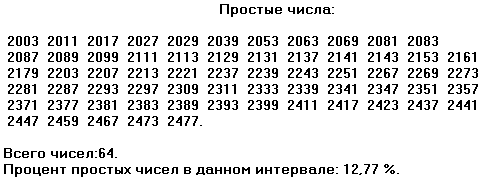 Простые числа:
2003 2011 2017 2027 2029 2039 2053 2063 2069 2081 2083
2087 2089 2099 2111 2113 2129 2131 2137 2141 2143 2153 2161
2179 2203 2207 2213 2221 2237 2239 2243 2251 2267 2269 2273
2281 2287 2293 2297 2309 2311 2333 2339 2341 2347 2351 2357
2371 2377 2381 2383 2389 2393 2399 2411 2417 2423 2437 2441
2447 2459 2467 2473 2477.
Всего чисел:64.
Процент простых чисел в данном интервале: 12,77 %.